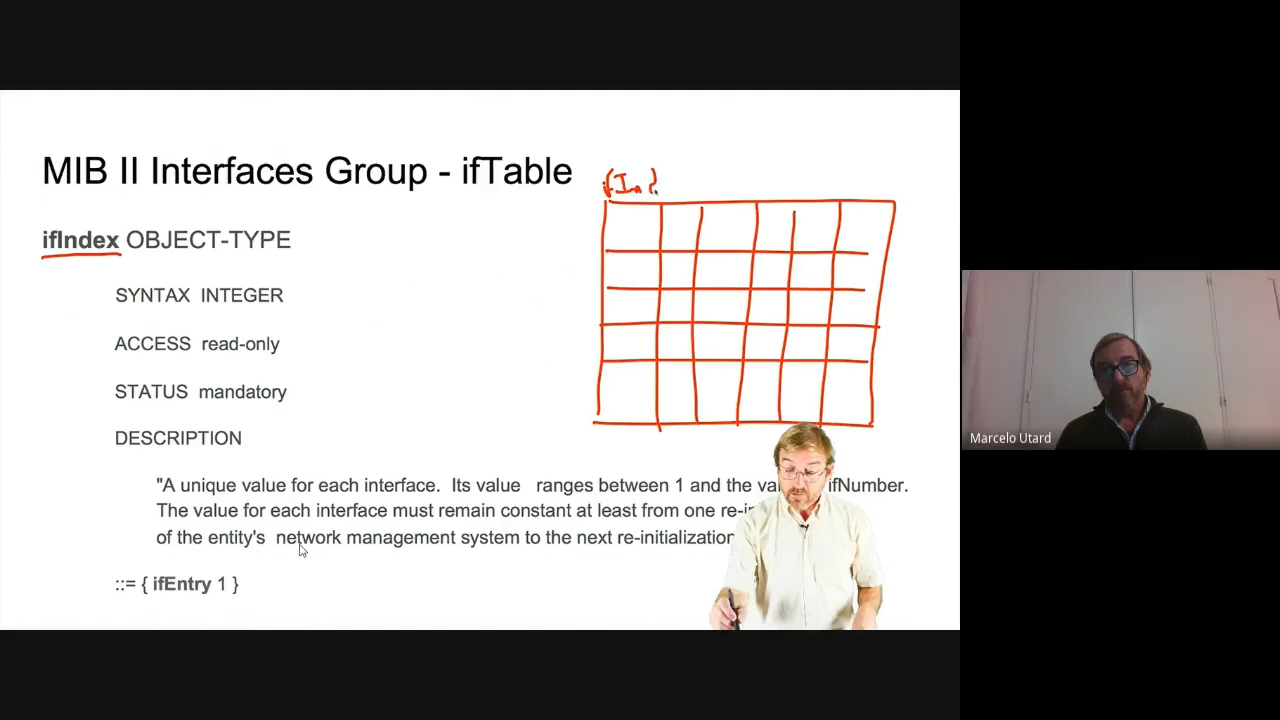 MIB II Interfaces Group - ifTable
ifIndex OBJECT-TYPE
SYNTAX INTEGER
ACCESS read-only
STATUS mandatory
DESCRIPTION
"A unique value for each interface. Its value ranges between 1 and the ifNumber.
The value for each interface must remain constant at least from one
of the entity's network management system to the next re-initialization
::= { ifEntry 1 }
Marcelo Utard